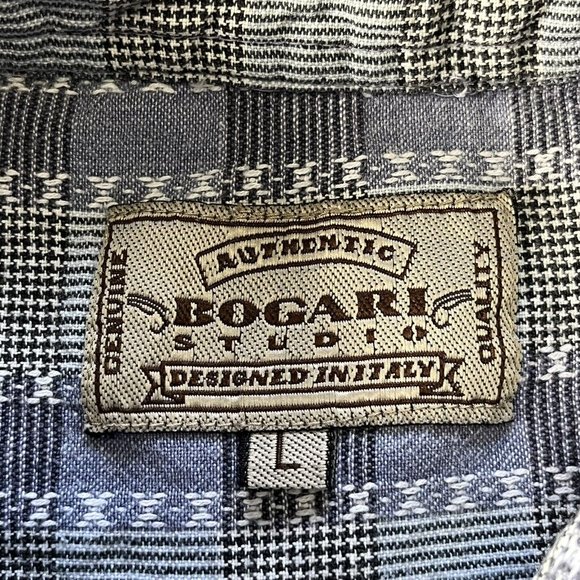 AUTHENTIC
GENUINE
BOGARI
STUDIO
QUALITY
DESIGNED IN ITALY
L